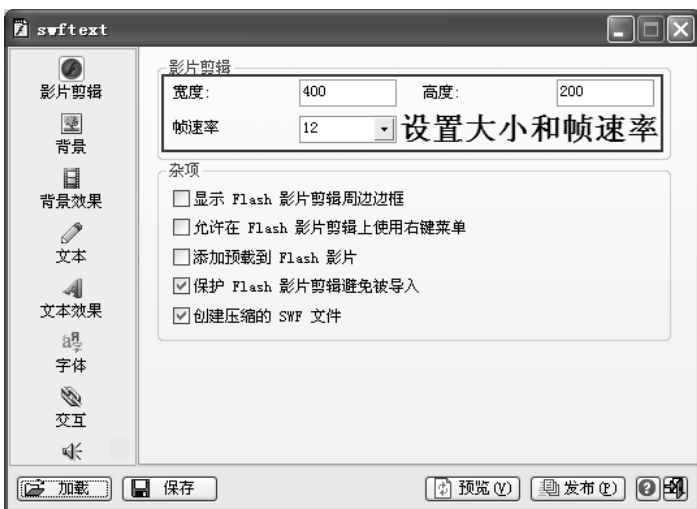 swftext
影片剪辑
背景
背景效果
文本
文本效果
字体
交互
影片剪辑
宽度: 400 高度: 200
帧速率 12 设置大小和帧速率
杂项
显示 Flash 影片剪辑周边边框
允许在 Flash 影片剪辑上使用右键菜单
添加预载到 Flash 影片
保护 Flash 影片剪辑避免被导入
创建压缩的 SWF 文件
加载 保存 预览(V) 发布(P)